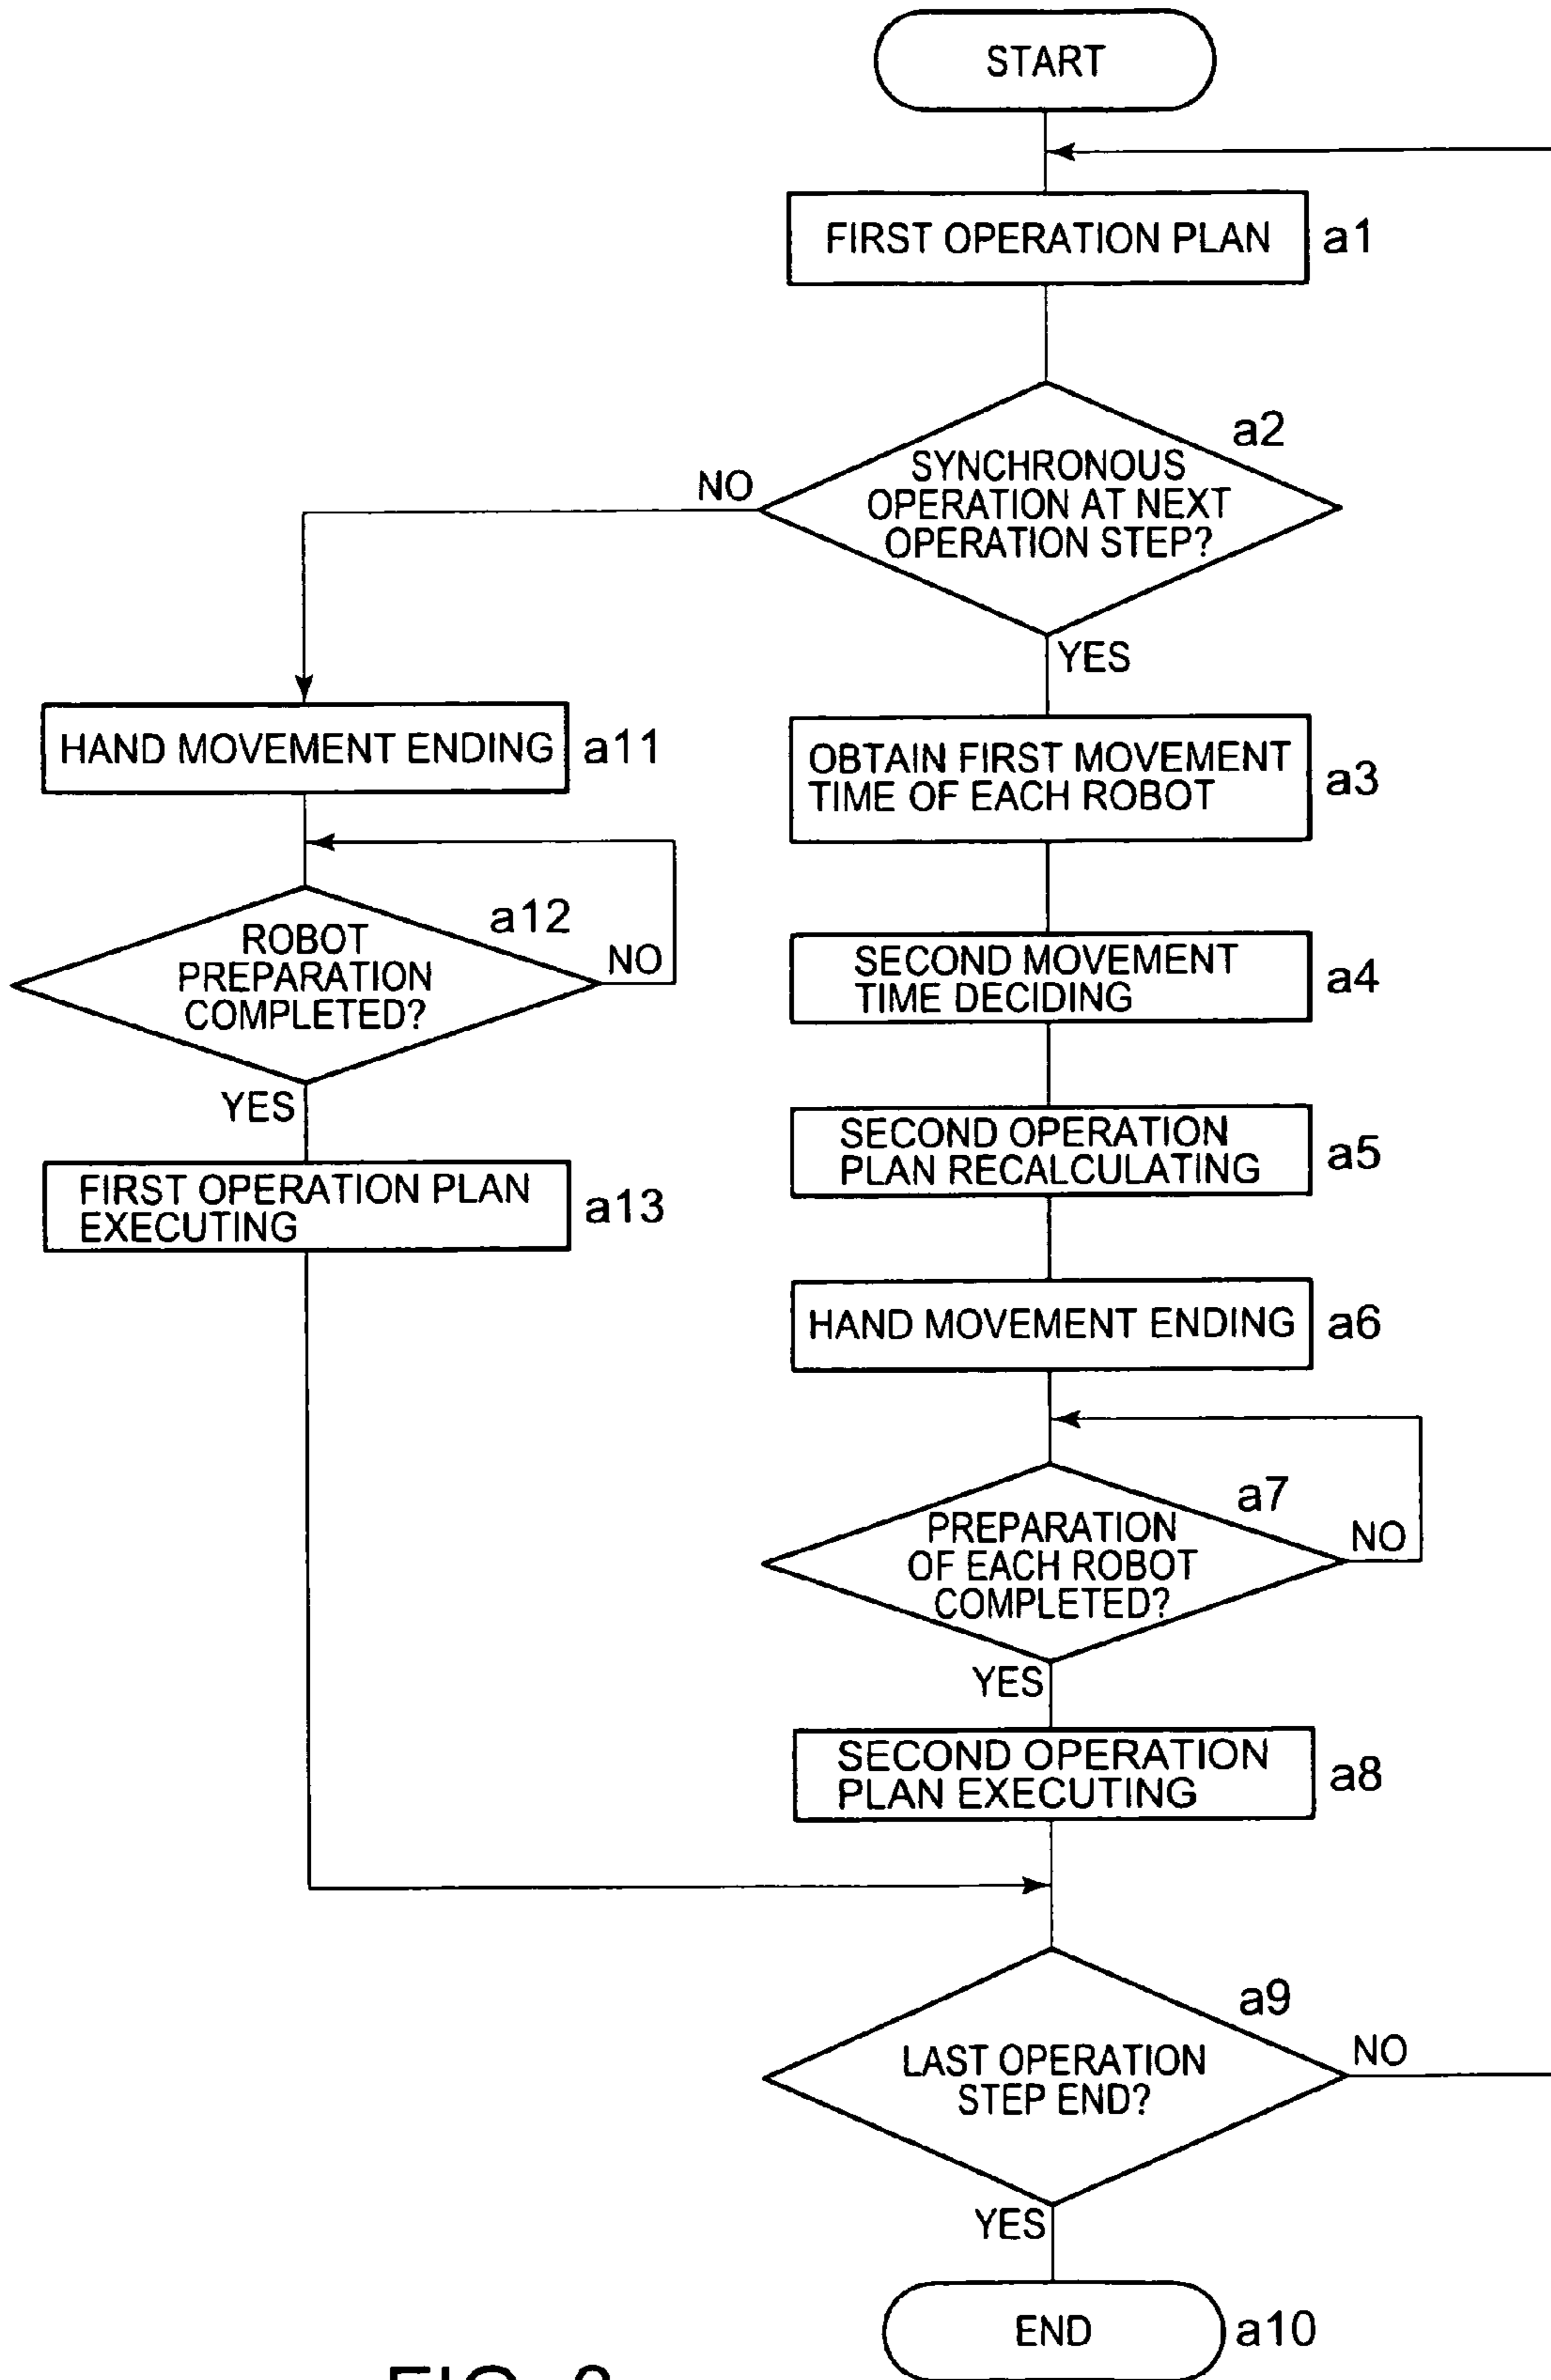 START
FIRST OPERATION PLAN
a1
a2
SYNCHRONOUS
OPERATION AT NEXT
OPERATION STEP?
NO
YES
HAND MOVEMENT ENDING
a11
OBTAIN FIRST MOVEMENT
TIME OF EACH ROBOT
a3
a12
ROBOT
PREPARATION
COMPLETED?
NO
YES
SECOND MOVEMENT
TIME DECIDING
a4
FIRST OPERATION PLAN
EXECUTING
a13
SECOND OPERATION
PLAN RECALCULATING
a5
HAND MOVEMENT ENDING
a6
a7
PREPARATION
OF EACH ROBOT
COMPLETED?
NO
YES
SECOND OPERATION
PLAN EXECUTING
a8
a9
LAST OPERATION
STEP END?
NO
YES
END
a10